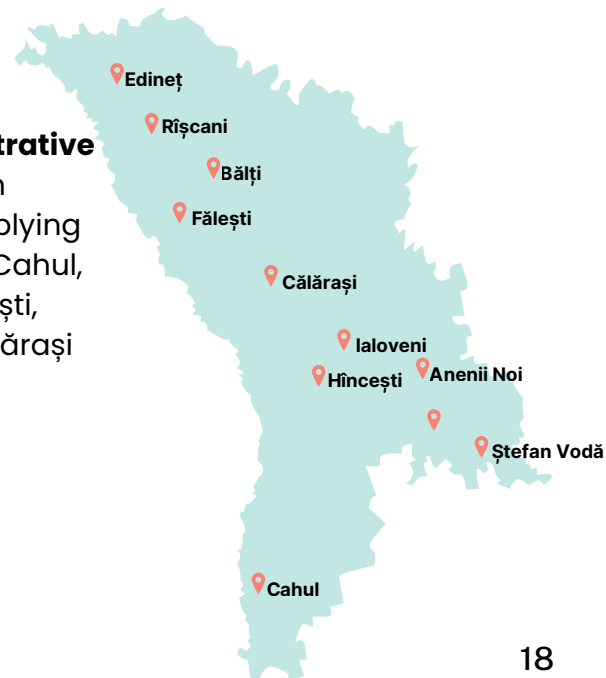 trative
n
plying
Cahul,
ști,
ărași
Edineț
Rîșcani
Bălți
Fălești
Călărași
Ialoveni
Hîncești
Anenii Noi
Ștefan Vodă
Cahul
18